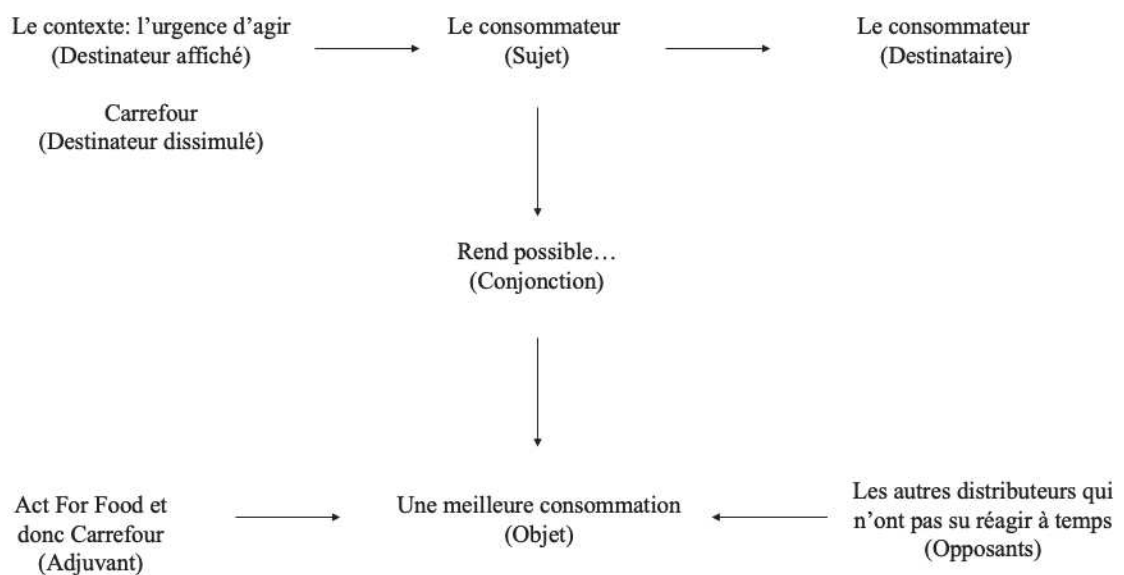 Le contexte: l’urgence d’agir
(Destinateur affiché)
Le consommateur
(Sujet)
Le consommateur
(Destinataire)
Carrefour
(Destinateur dissimulé)
Rend possible…
(Conjonction)
Act For Food et
donc Carrefour
(Adjuvant)
Une meilleure consommation
(Objet)
Les autres distributeurs qui
n’ont pas su réagir à temps
(Opposants)